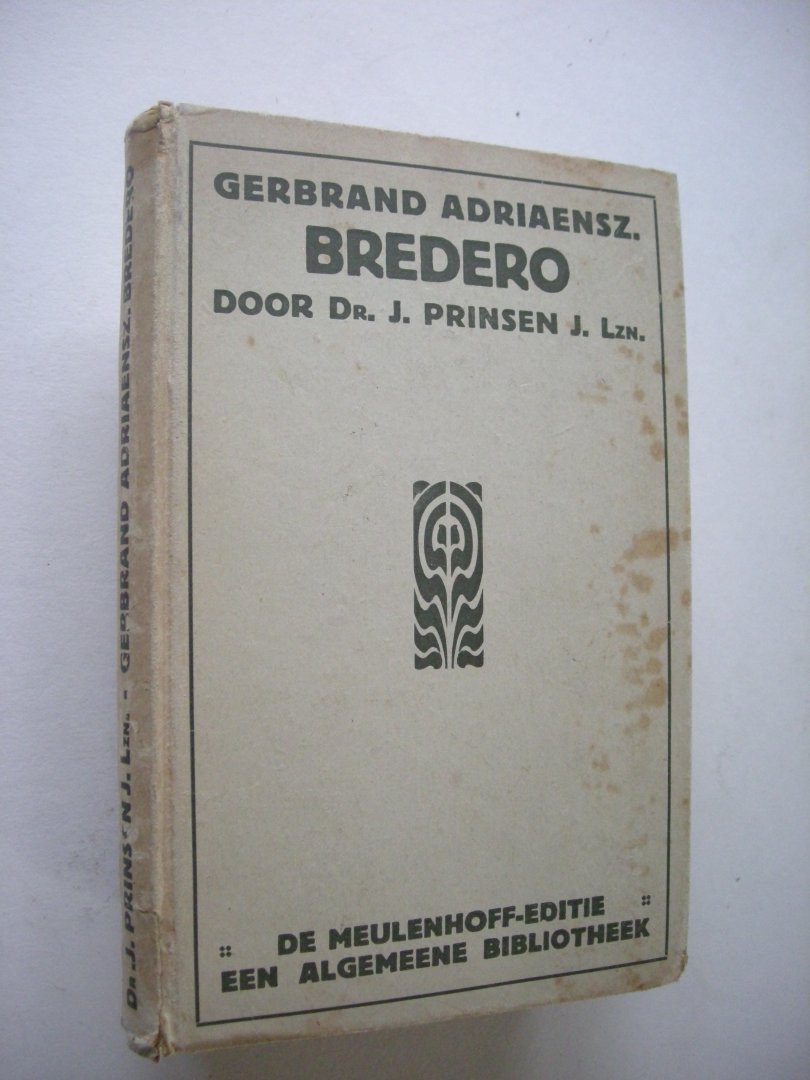 GERBRAND ADRIAENSZ.
BREDERO
DOOR DR. J. PRINSEN J. LZN.
:: DE MEULENHOFF-EDITIE ::
EEN ALGEMEENE BIBLIOTHEEK
DR J. PRINSEN J. LZN. - GERBRAND ADRIAENSZ. BREDERO